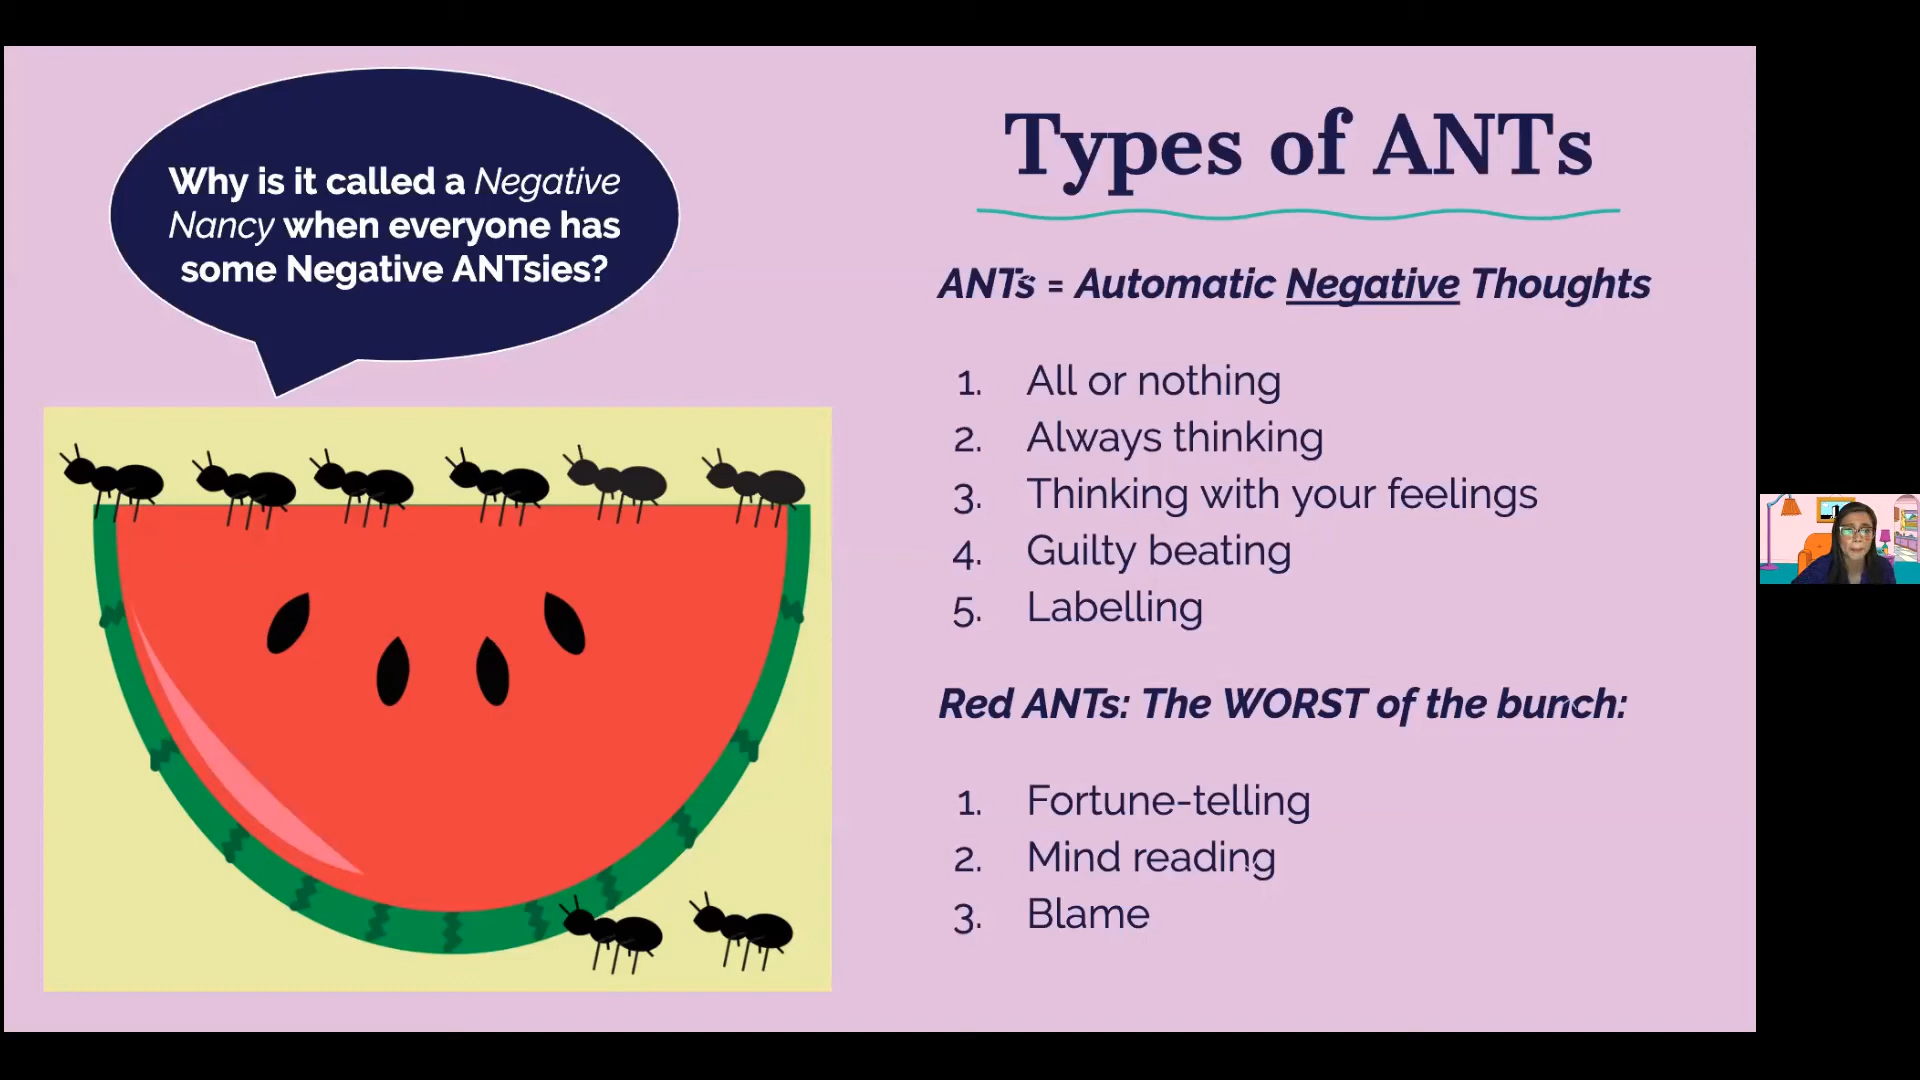 Why is it called a Negative
Nancy when everyone has
some Negative ANTsies?
Types of ANTs
ANTs = Automatic Negative Thoughts
1. All or nothing
2. Always thinking
3. Thinking with your feelings
4. Guilty beating
5. Labelling
Red ANTs: The WORST of the bunch:
1. Fortune-telling
2. Mind reading
3. Blame